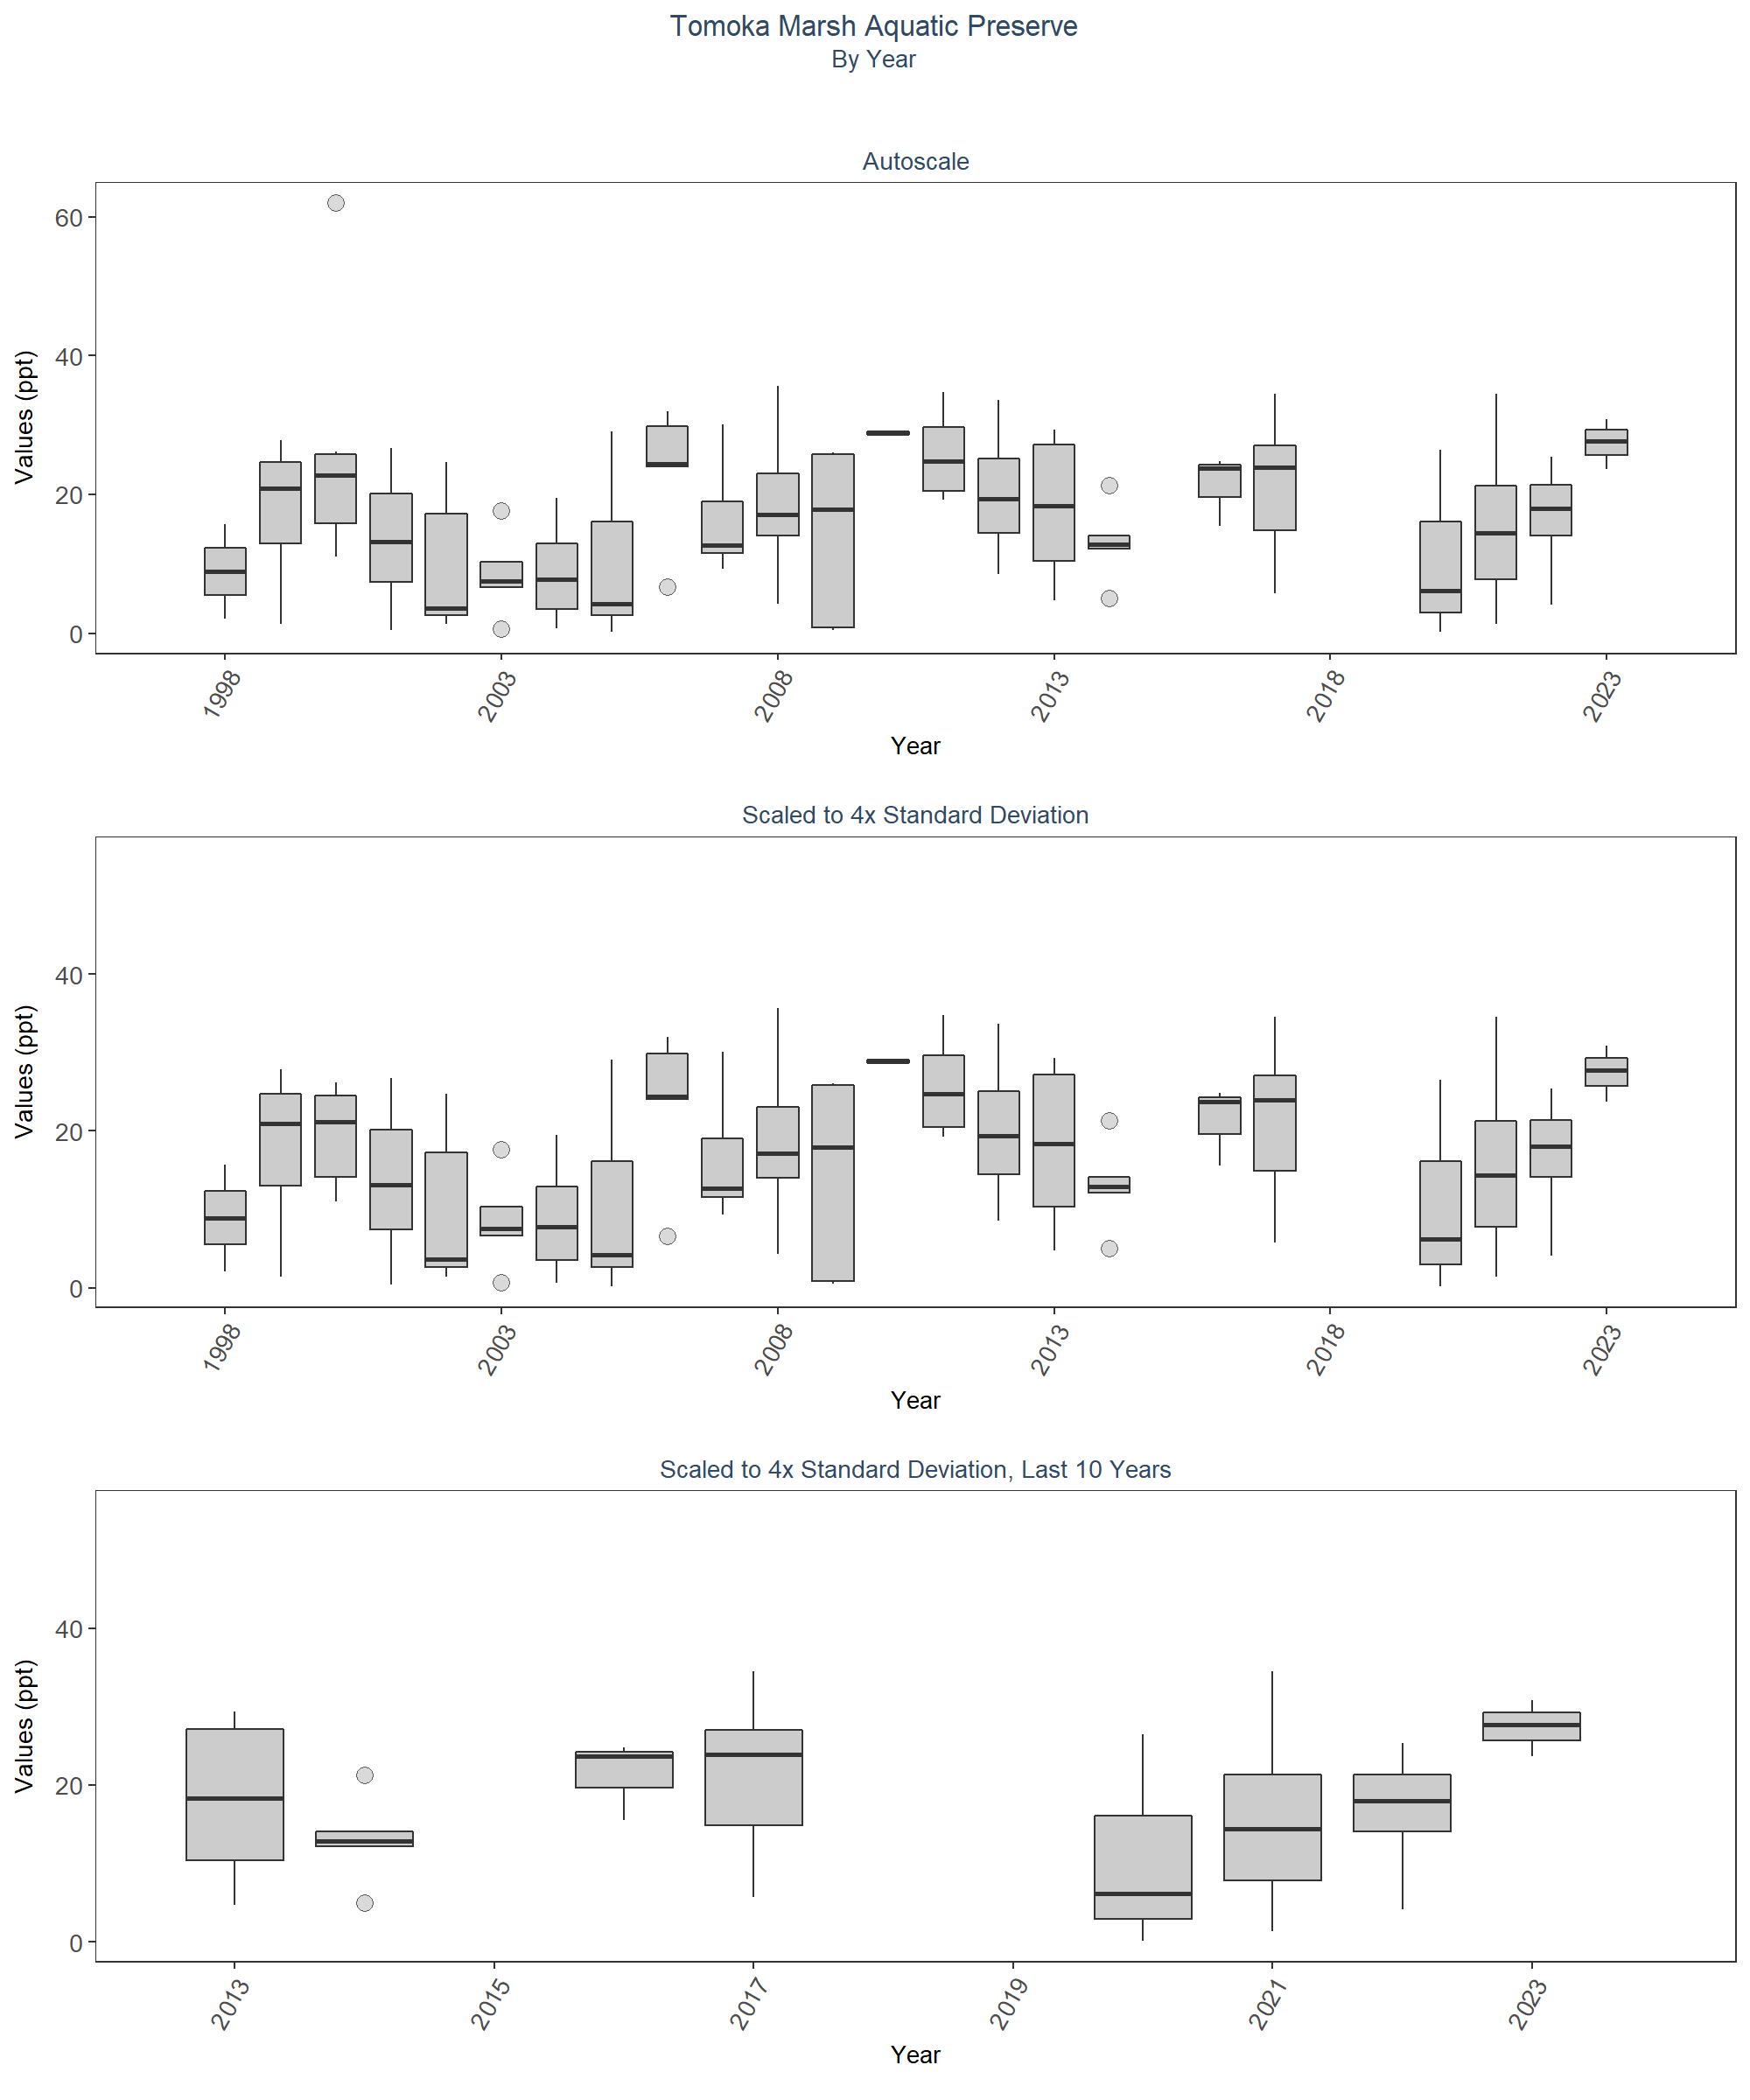 Tomoka Marsh Aquatic Preserve
By Year
Autoscale
Values (ppt)
60
40
20
0
1998 2003 2008 2013 2018 2023
Year
Scaled to 4x Standard Deviation
Values (ppt)
40
20
0
1998 2003 2008 2013 2018 2023
Year
Scaled to 4x Standard Deviation, Last 10 Years
Values (ppt)
40
20
0
2013 2015 2017 2019 2021 2023
Year